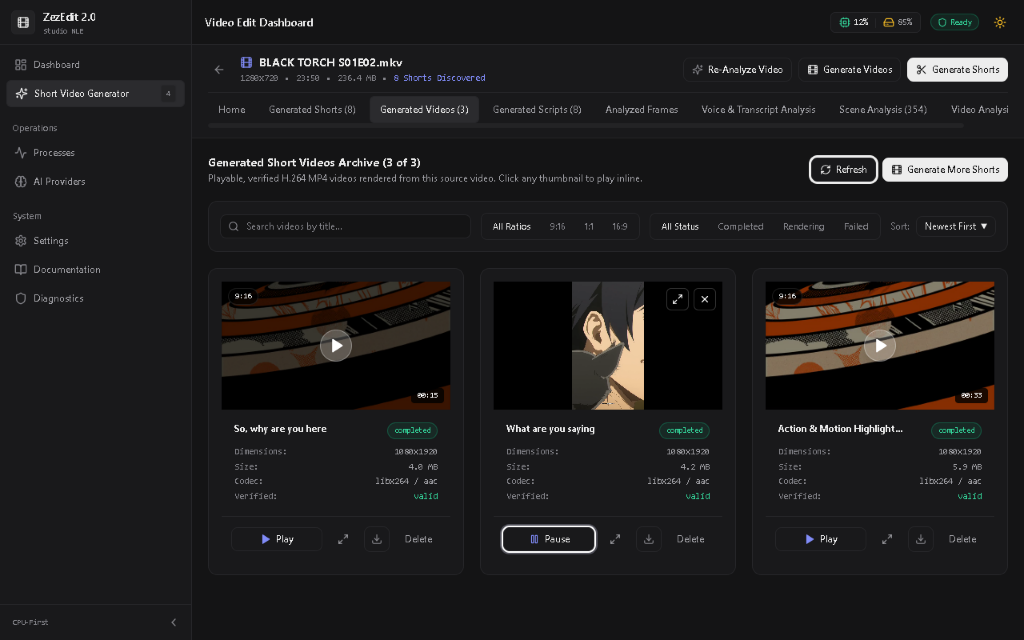 ZezEdit 2.0
Studio NLE
Dashboard
Short Video Generator 4
Operations
Processes
AI Providers
System
Settings
Documentation
Diagnostics
CPU-First
Video Edit Dashboard
12% 85% Ready
BLACK TORCH S01E02.mkv
1280x720 • 23:50 • 236.4 MB • 8 Shorts Discovered
Re-Analyze Video Generate Videos Generate Shorts
Home Generated Shorts (8) Generated Videos (3) Generated Scripts (8) Analyzed Frames Voice & Transcript Analysis Scene Analysis (354) Video Analysi
Generated Short Videos Archive (3 of 3)
Playable, verified H.264 MP4 videos rendered from this source video. Click any thumbnail to play inline.
Refresh Generate More Shorts
Search videos by title... All Ratios 9:16 1:1 16:9 All Status Completed Rendering Failed Sort: Newest First ▼
9:16
00:15
So, why are you here completed
Dimensions: 1080x1920
Size: 4.0 MB
Codec: libx264 / aac
Verified: valid
Play Delete
What are you saying completed
Dimensions: 1080x1920
Size: 4.2 MB
Codec: libx264 / aac
Verified: valid
Pause Delete
9:16
00:33
Action & Motion Highlight... completed
Dimensions: 1080x1920
Size: 5.9 MB
Codec: libx264 / aac
Verified: valid
Play Delete